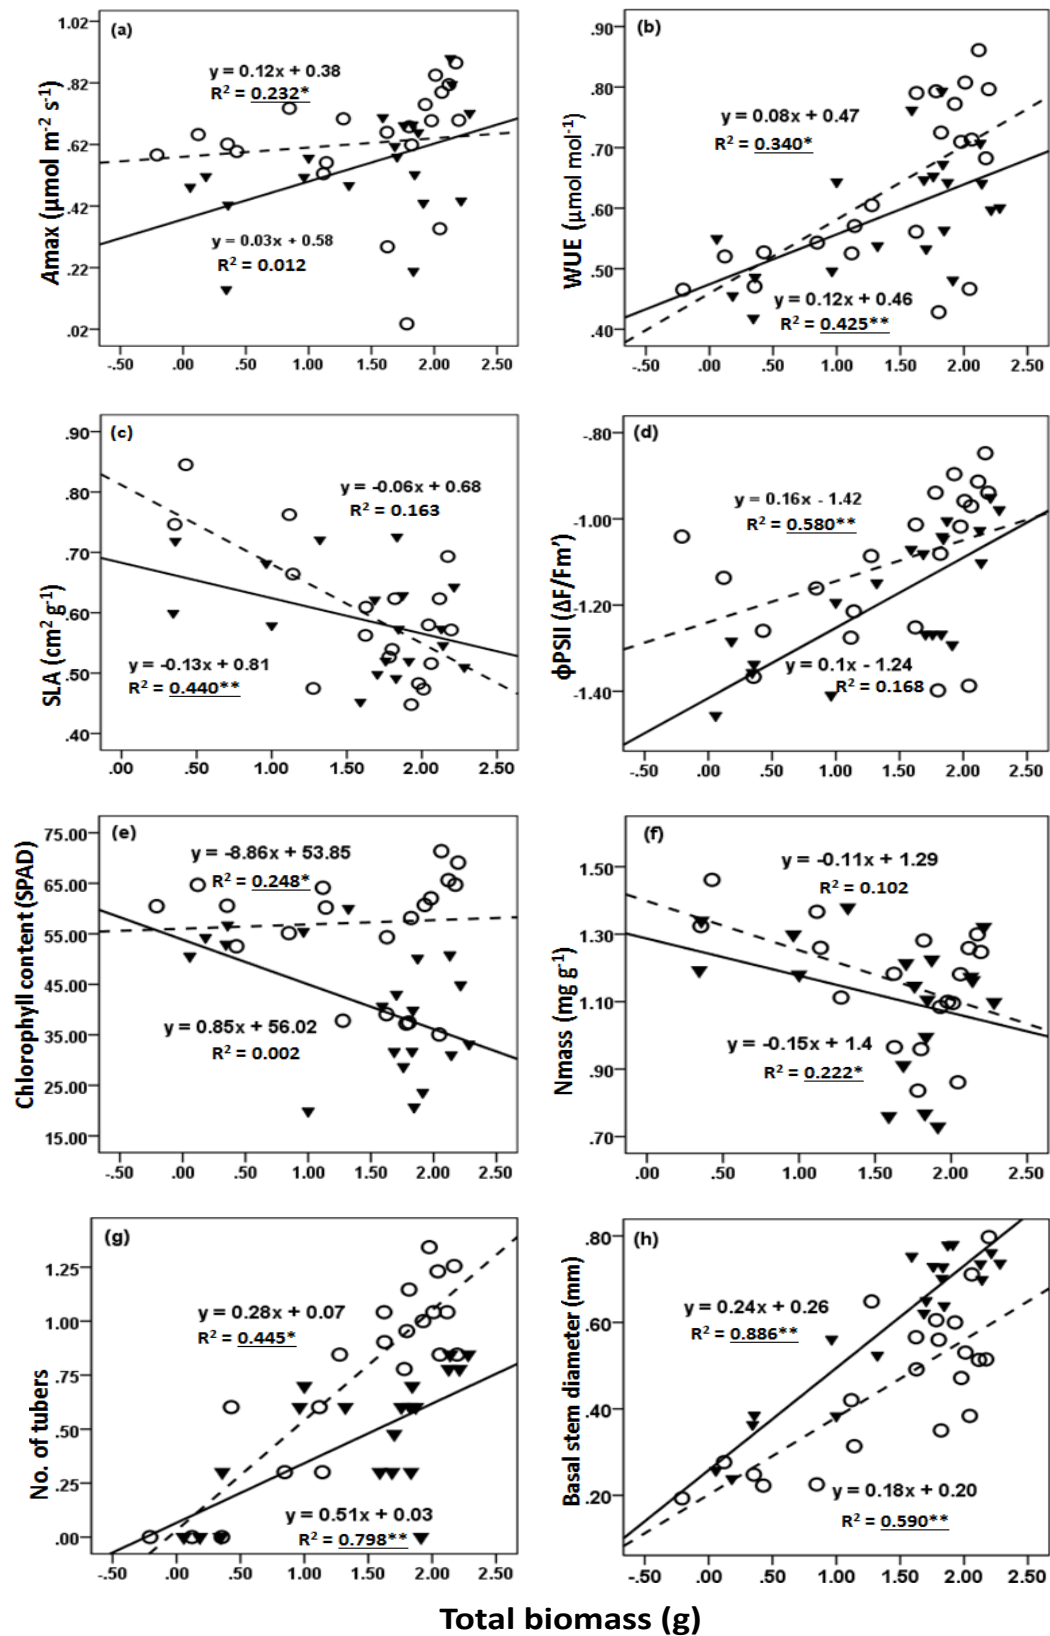 (a)
1.02
.82
.62
.42
.22
.02
Amax (µmol m⁻² s⁻¹)
y = 0.12x + 0.38
R² = 0.232*
y = 0.03x + 0.58
R² = 0.012
-.50 .00 .50 1.00 1.50 2.00 2.50
(b)
.90
.80
.70
.60
.50
.40
WUE (µmol mol⁻¹)
y = 0.08x + 0.47
R² = 0.340*
y = 0.12x + 0.46
R² = 0.425**
-.50 .00 .50 1.00 1.50 2.00 2.50
(c)
.90
.80
.70
.60
.50
.40
SLA (cm² g⁻¹)
y = -0.06x + 0.68
R² = 0.163
y = -0.13x + 0.81
R² = 0.440**
.00 .50 1.00 1.50 2.00 2.50
(d)
-.80
-1.00
-1.20
-1.40
ϕPSII (ΔF/Fm’)
y = 0.16x - 1.42
R² = 0.580**
y = 0.1x - 1.24
R² = 0.168
-.50 .00 .50 1.00 1.50 2.00 2.50
(e)
75.00
65.00
55.00
45.00
35.00
25.00
15.00
Chlorophyll content (SPAD)
y = -8.86x + 53.85
R² = 0.248*
y = 0.85x + 56.02
R² = 0.002
-.50 .00 .50 1.00 1.50 2.00 2.50
(f)
1.50
1.30
1.10
.90
.70
Nmass (mg g⁻¹)
y = -0.11x + 1.29
R² = 0.102
y = -0.15x + 1.4
R² = 0.222*
.00 .50 1.00 1.50 2.00 2.50
(g)
1.25
1.00
.75
.50
.25
.00
No. of tubers
y = 0.28x + 0.07
R² = 0.445*
y = 0.51x + 0.03
R² = 0.798**
-.50 .00 .50 1.00 1.50 2.00 2.50
(h)
.80
.60
.40
.20
Basal stem diameter (mm)
y = 0.24x + 0.26
R² = 0.886**
y = 0.18x + 0.20
R² = 0.590**
-.50 .00 .50 1.00 1.50 2.00 2.50
Total biomass (g)